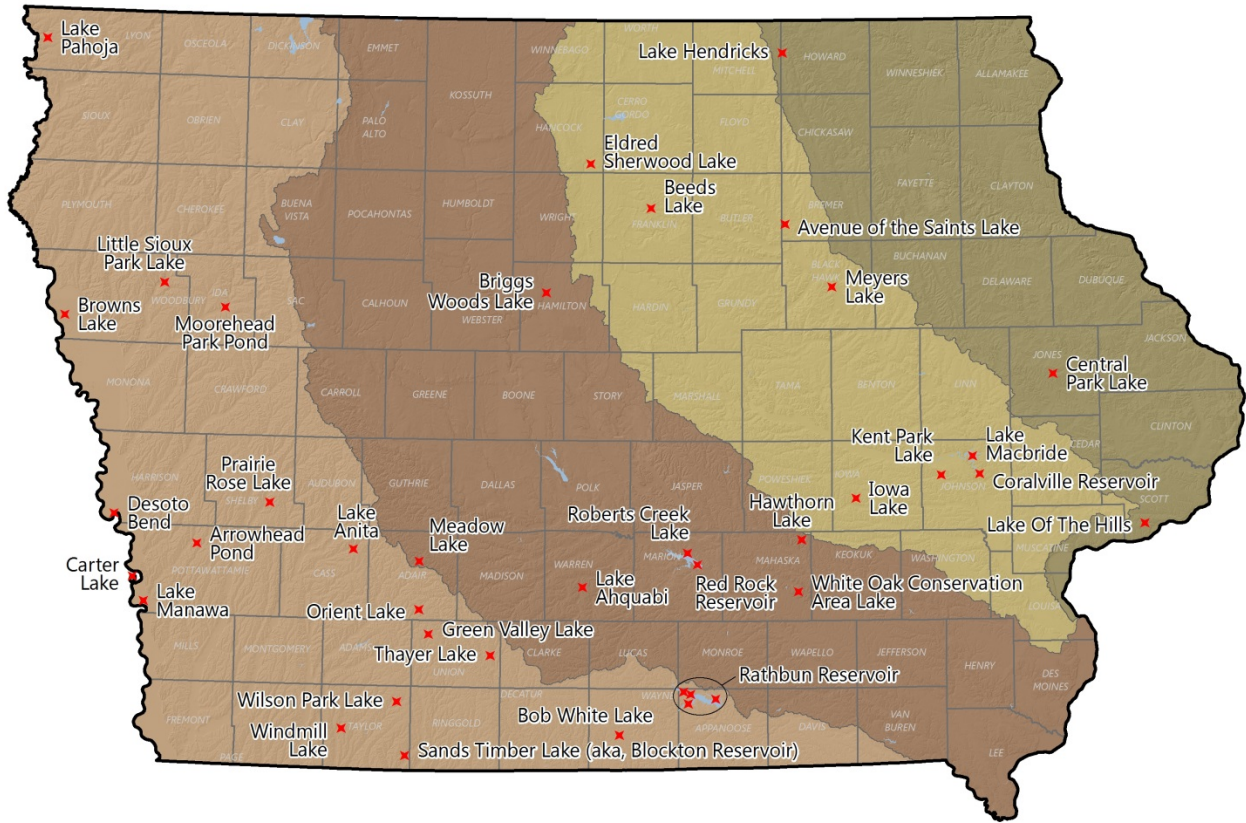 Lake
Pahoja
LYON
OSCEOLA
DICKINSON
EMMET
WINNEBAGO
WORTH
MITCHELL
Lake Hendricks
HOWARD
WINNESHIEK
ALLAMAKEE
KOSSUTH
SIOUX
OBRIEN
CLAY
PALO
ALTO
HANCOCK
CERRO
GORDO
FLOYD
CHICKASAW
Eldred
Sherwood Lake
PLYMOUTH
CHEROKEE
BUENA
VISTA
POCAHONTAS
HUMBOLDT
WRIGHT
Beeds
Lake
FRANKLIN
BUTLER
BREMER
FAYETTE
CLAYTON
Avenue of the Saints Lake
Little Sioux
Park Lake
WOODBURY
IDA
SAC
Browns
Lake
Moorehead
Park Pond
CALHOUN
WEBSTER
Briggs
Woods Lake
HAMILTON
HARDIN
GRUNDY
BLACK
HAWK
Meyers
Lake
BUCHANAN
DELAWARE
DUBUQUE
MONONA
CRAWFORD
CARROLL
GREENE
BOONE
STORY
MARSHALL
TAMA
BENTON
LINN
JONES
JACKSON
Central
Park Lake
CLINTON
CEDAR
HARRISON
Prairie
Rose Lake
SHELBY
AUDUBON
GUTHRIE
DALLAS
POLK
JASPER
POWESHIEK
IOWA
Kent Park
Lake
Lake
Macbride
JOHNSON
Coralville Reservoir
Iowa
Lake
SCOTT
Desoto
Bend
Arrowhead
Pond
Lake
Anita
Meadow
Lake
Roberts Creek
Lake
Hawthorn
Lake
Lake Of The Hills
MUSCATINE
Carter
Lake
POTTAWATTAMIE
CASS
ADAIR
MADISON
WARREN
MARION
MAHASKA
KEOKUK
WASHINGTON
LOUISA
Lake
Manawa
Orient Lake
Lake
Ahquabi
Red Rock
Reservoir
White Oak Conservation
Area Lake
MILLS
MONTGOMERY
ADAMS
UNION
Green Valley Lake
Thayer Lake
CLARKE
LUCAS
MONROE
WAPELLO
JEFFERSON
HENRY
DES
MOINES
Rathbun Reservoir
FREMONT
PAGE
Wilson Park Lake
Windmill
Lake
TAYLOR
RINGGOLD
DECATUR
WAYNE
APPANOOSE
DAVIS
VAN
BUREN
LEE
Bob White Lake
Sands Timber Lake (aka, Blockton Reservoir)